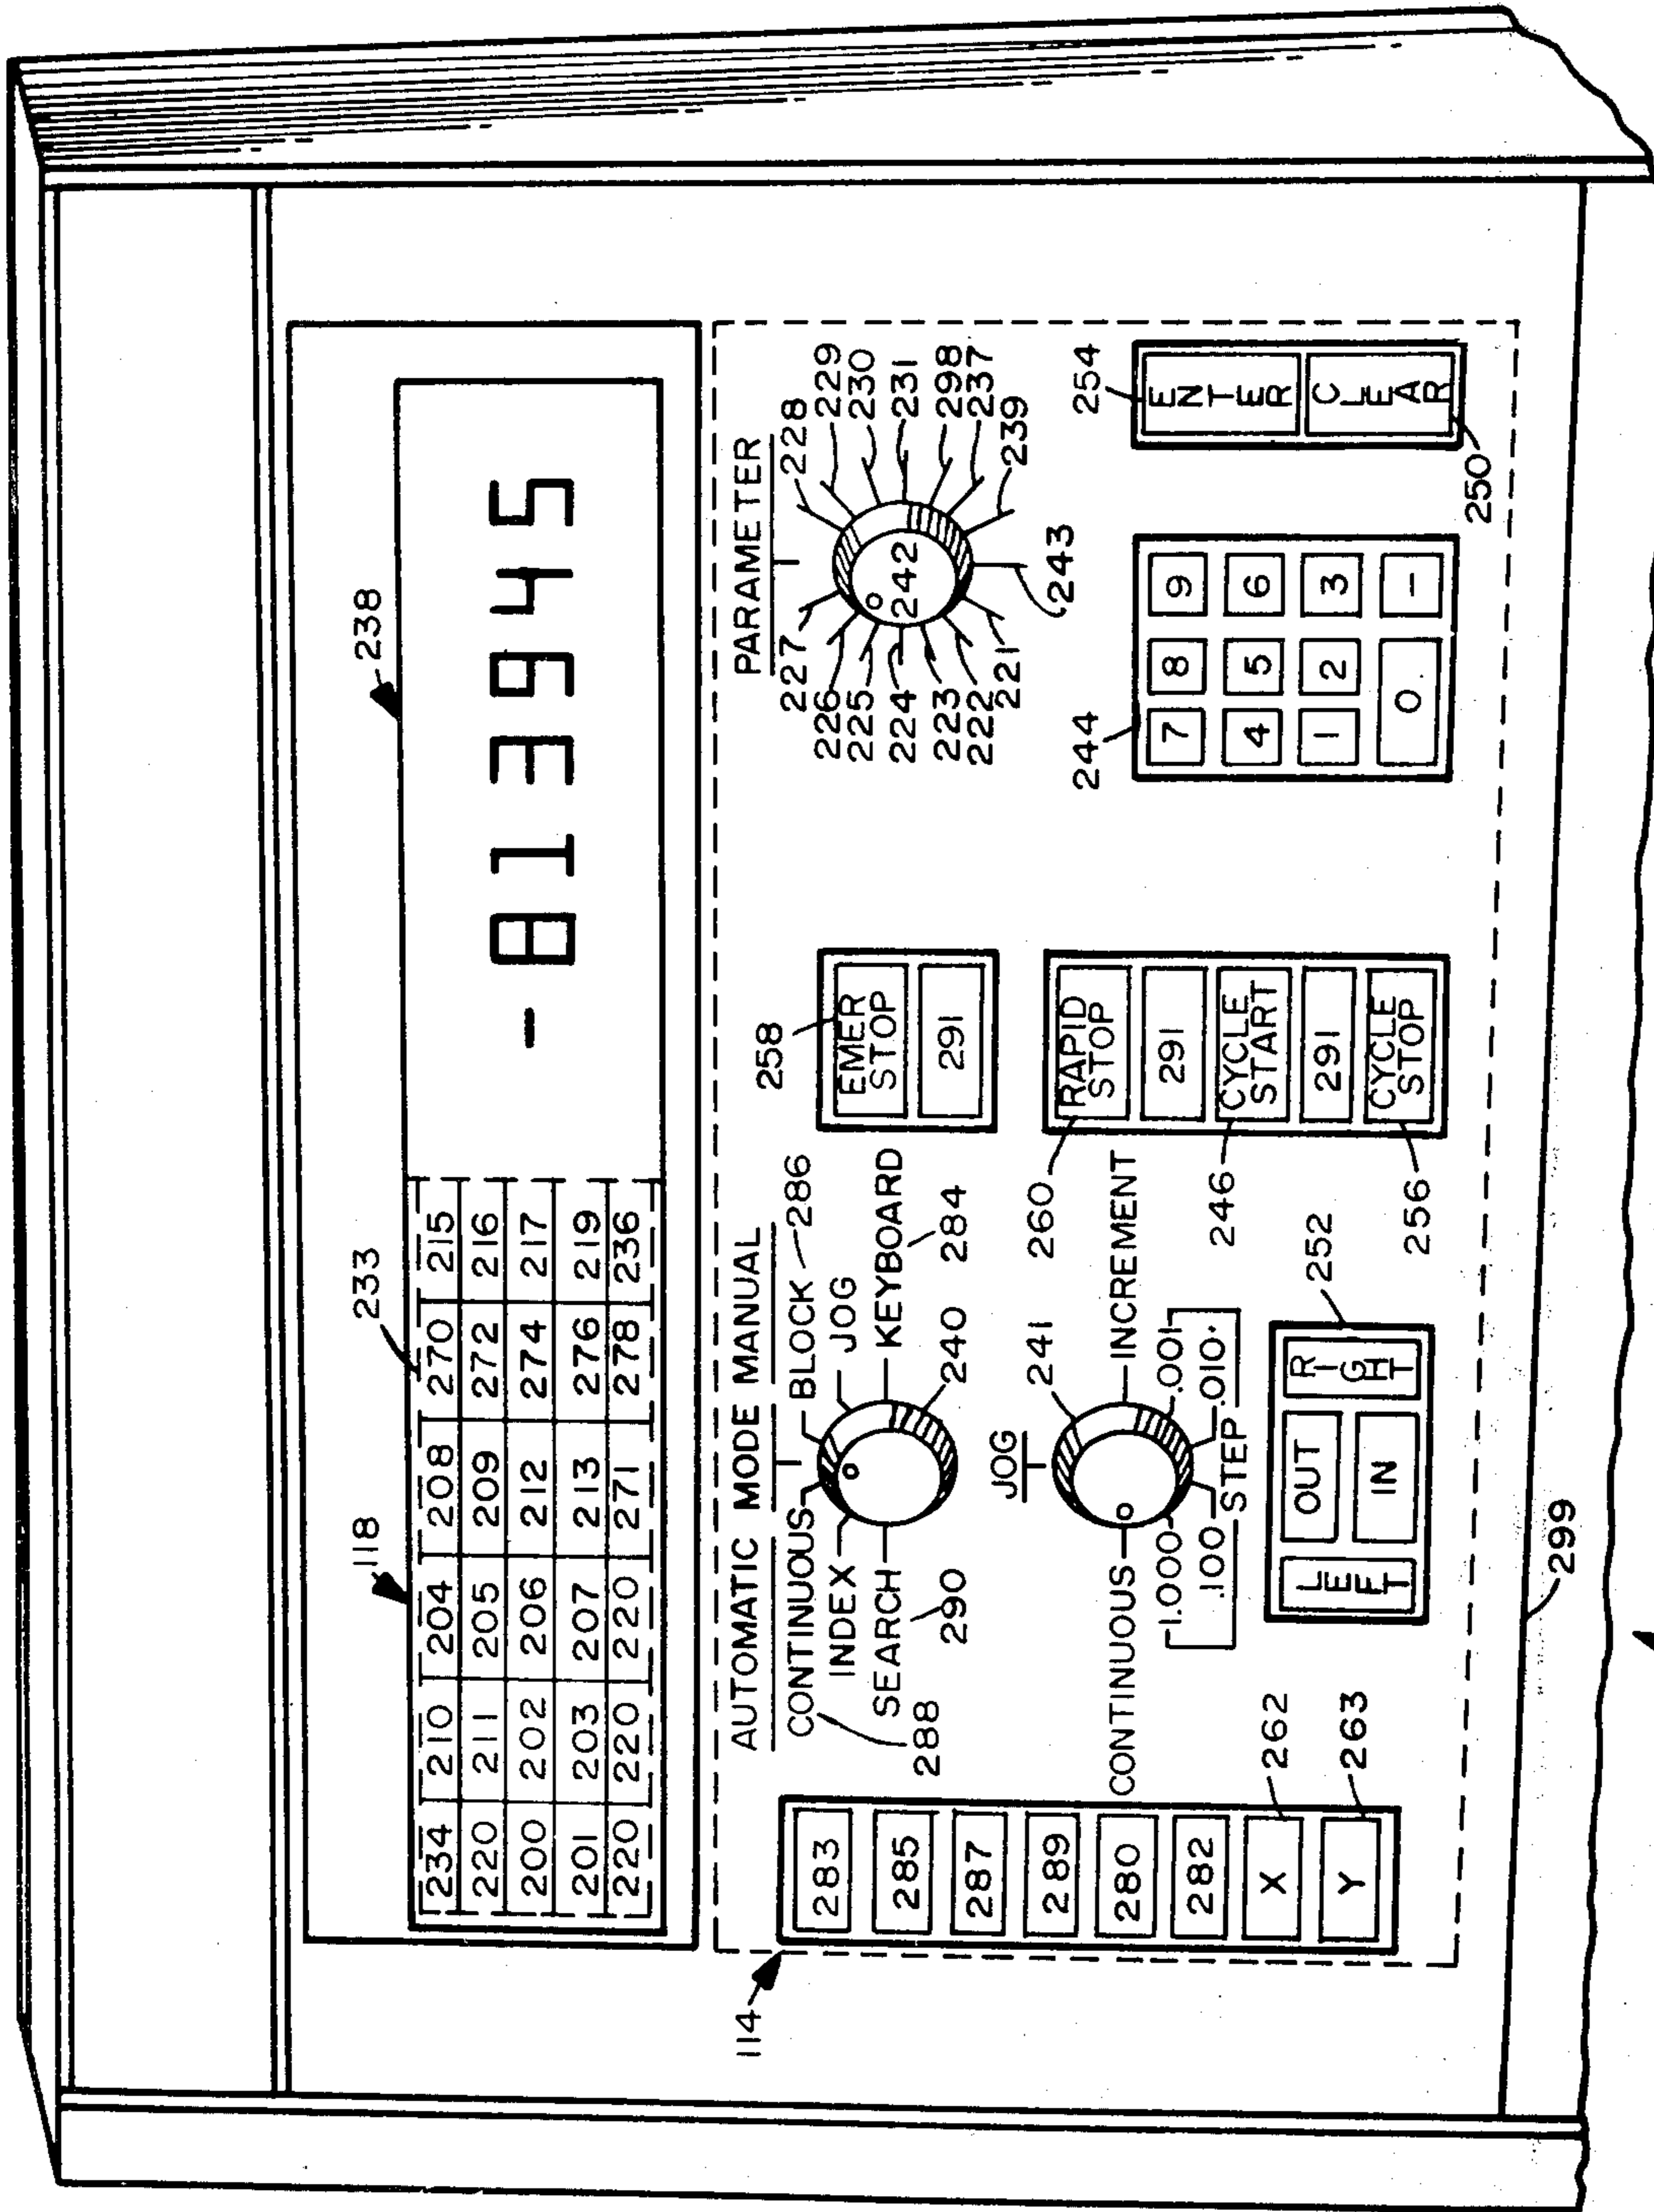 118
233
238
234 210 204 208 270 215
220 211 205 209 272 216
200 202 206 212 274 217
201 203 207 213 276 219
220 220 220 271 278 236
- 813945
114
283
285
287
289
280
282
X
Y
262
263
AUTOMATIC MODE MANUAL
CONTINUOUS BLOCK 286
INDEX JOG
SEARCH KEYBOARD
288
290
240
284
JOG
241
CONTINUOUS INCREMENT
1.000 .001
.100 .010
STEP
252
LEFT
OUT
IN
RIGHT
258
EMER
STOP
291
260
RAPID
STOP
291
246
CYCLE
START
291
256
CYCLE
STOP
PARAMETER
227 228
226 229
225 230
224 242 231
223 298
222 237
221 239
243
244
7 8 9
4 5 6
1 2 3
0 -
254
ENTER
CLEAR
250
299